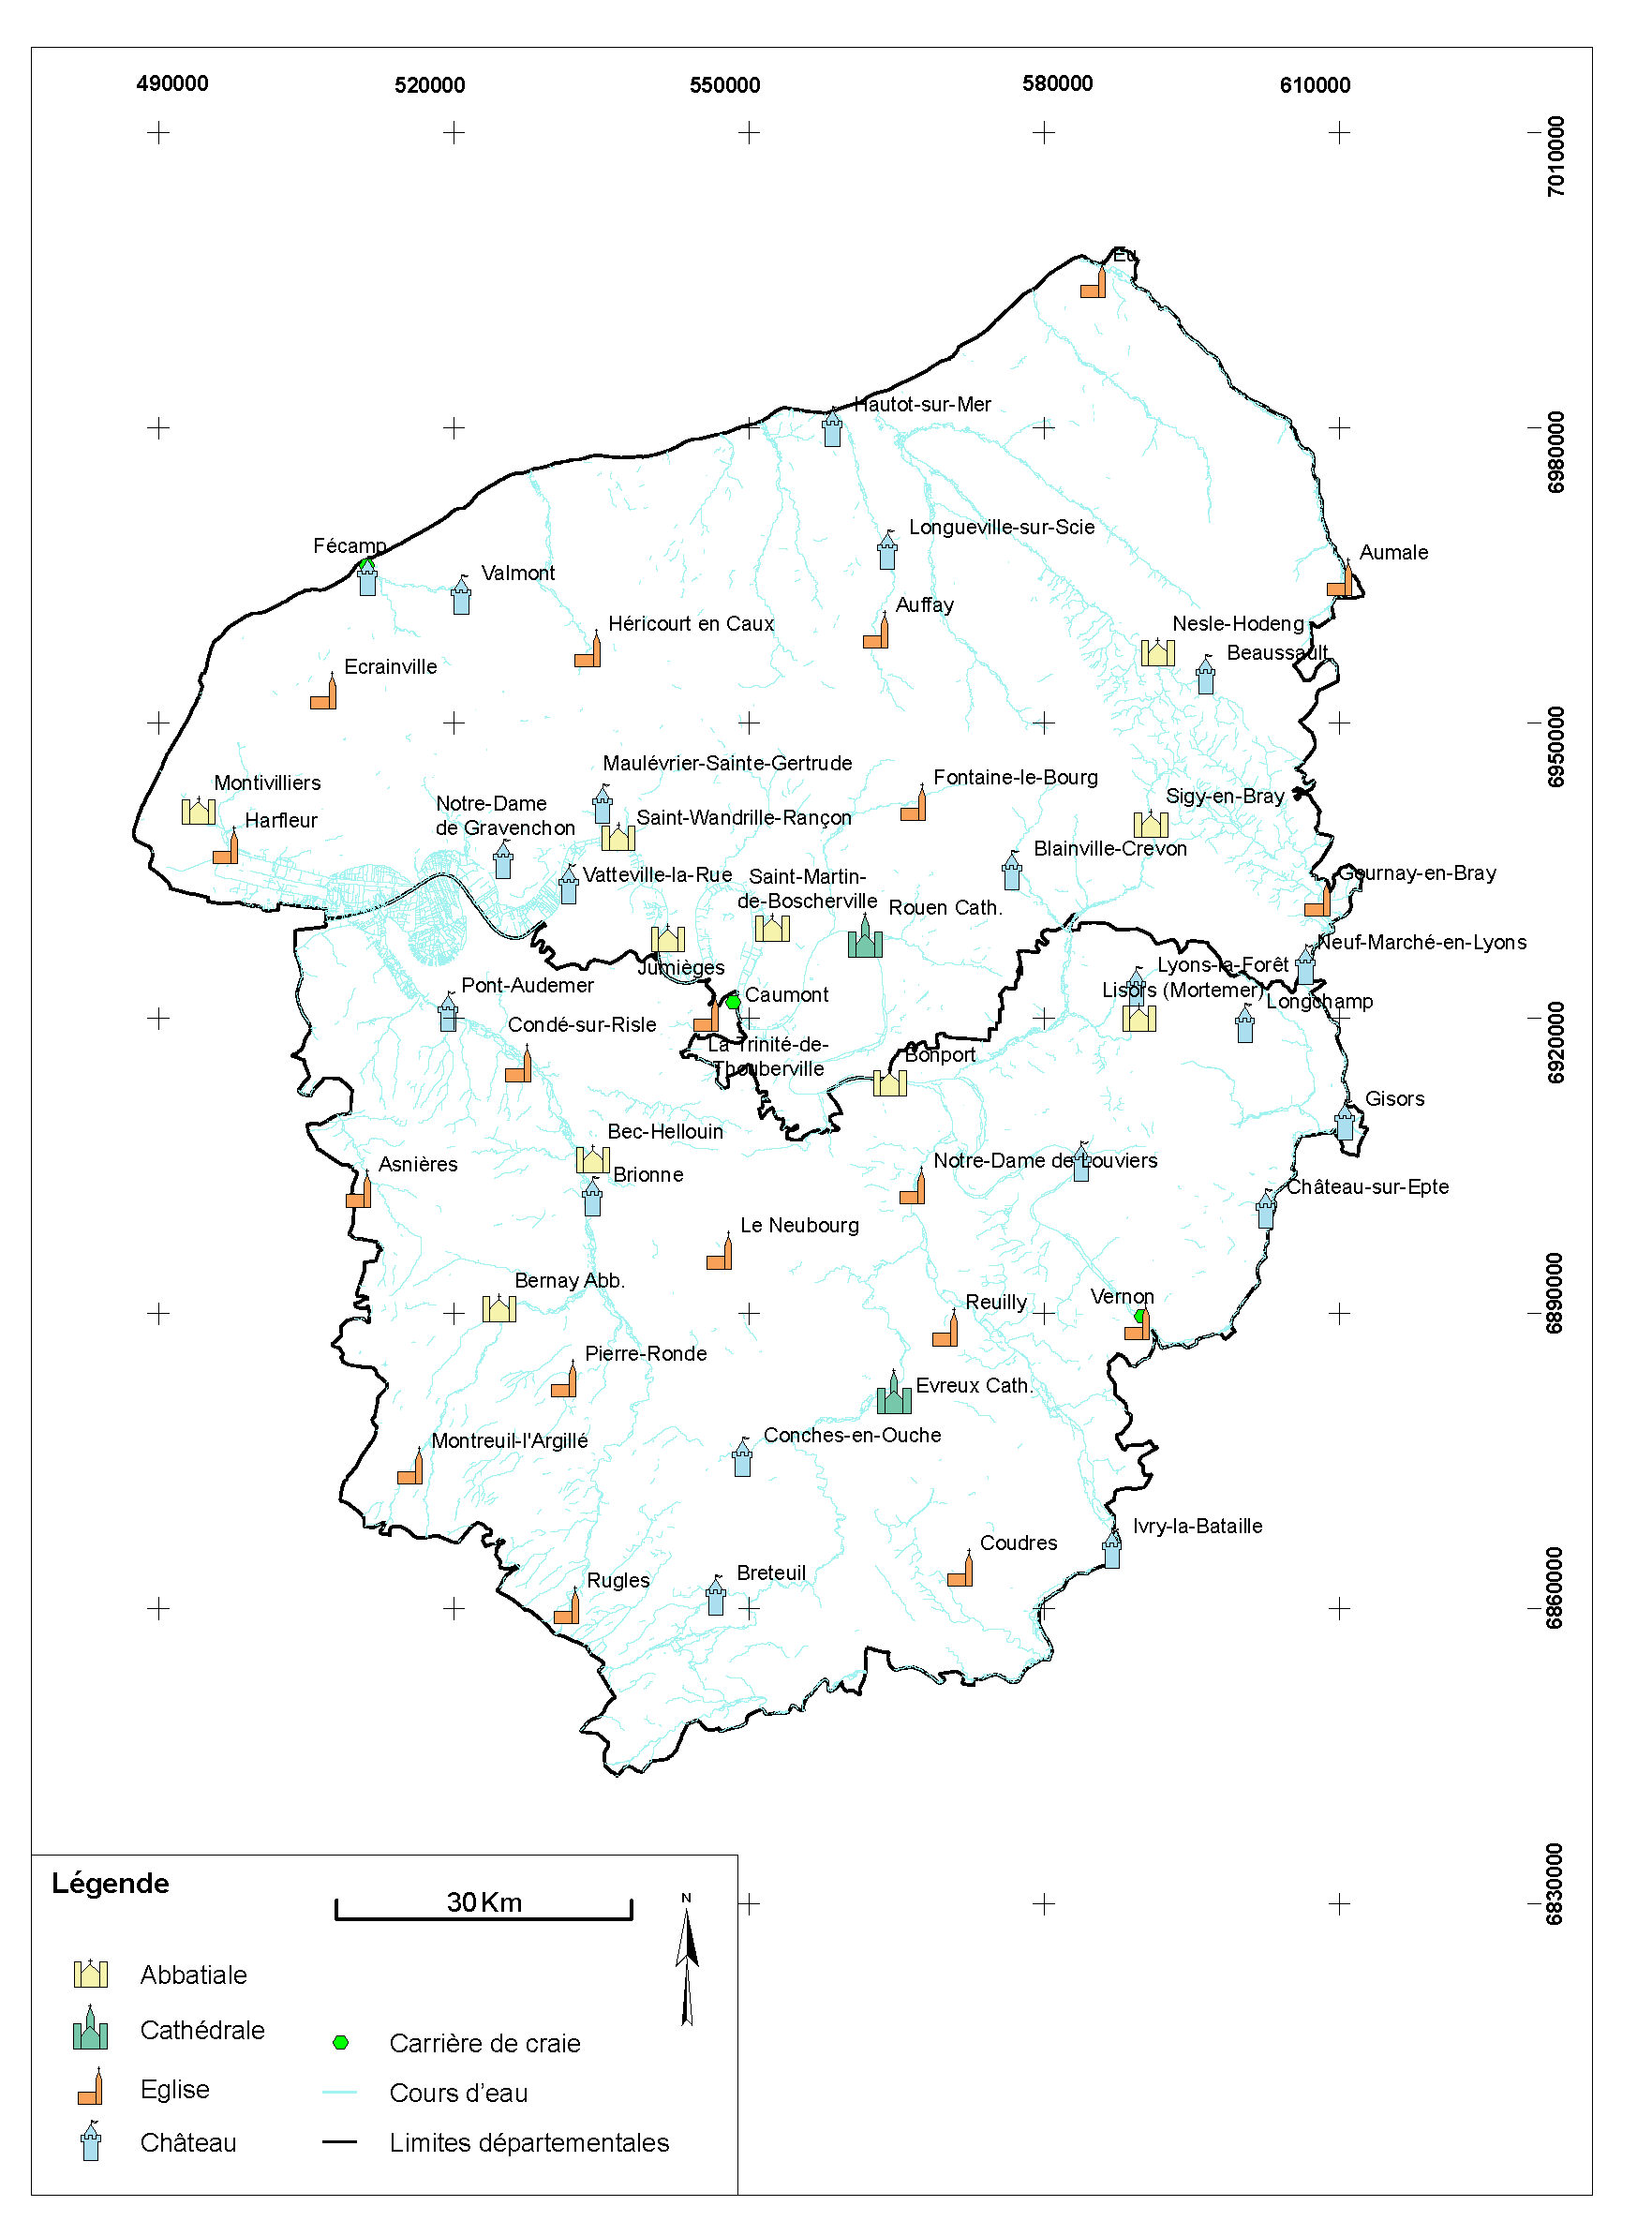 490000 520000 550000 580000 610000
7010000
Eu
Hautot-sur-Mer
6980000
Longueville-sur-Scie
Fécamp
Aumale
Valmont
Auffay
Héricourt en Caux
Nesle-Hodeng
Beaussault
Ecrainville
6950000
Maulévrier-Sainte-Gertrude
Fontaine-le-Bourg
Montivilliers
Sigy-en-Bray
Notre-Dame
de Gravenchon
Harfleur
Saint-Wandrille-Rançon
Blainville-Crevon
Vatteville-la-Rue
Saint-Martin-
de-Boscherville
Gournay-en-Bray
Rouen Cath.
Neuf-Marché-en-Lyons
Jumièges
Lyons-la-Forêt
Pont-Audemer
Lisors (Mortemer)
Caumont
Longchamp
Condé-sur-Risle
6920000
La Trinité-de-
Thouberville
Bonport
Gisors
Bec-Hellouin
Asnières
Notre-Dame de Louviers
Brionne
Château-sur-Epte
Le Neubourg
Bernay Abb.
6890000
Vernon
Reuilly
Pierre-Ronde
Evreux Cath.
Conches-en-Ouche
Montreuil-l'Argillé
Ivry-la-Bataille
Coudres
Breteuil
Rugles
6860000
6830000
Légende
30 Km
N
Abbatiale
Cathédrale
Eglise
Château
Carrière de craie
Cours d'eau
Limites départementales